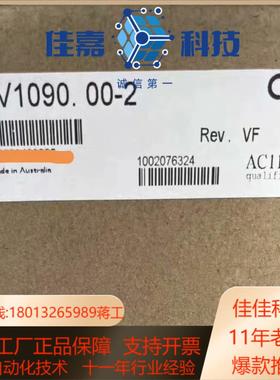 佳嘉
科技
诚信第一
V1090.00-2
Rev. VF
1002076324
ade in Australia
线:18013265989蒋工
工厂正品保障 支持开票
自动化技术 十一年行业经验
佳佳科
11年老
爆款推